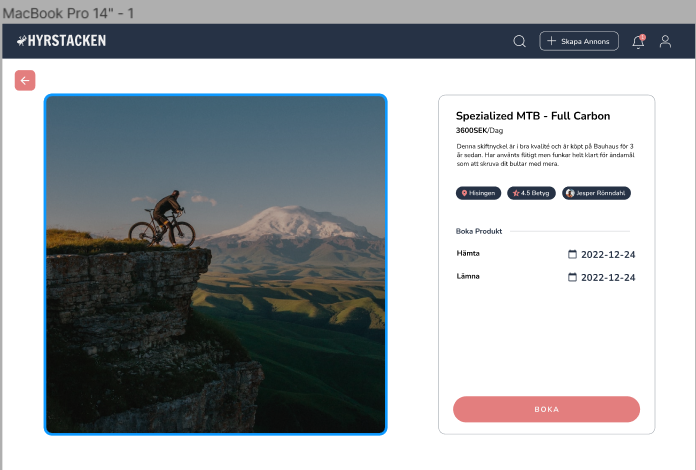 MacBook Pro 14" - 1
HYRSTACKEN
Skapa Annons
1
Spezialized MTB - Full Carbon
3600SEK/Dag
Denna skiftnyckel är i bra kvalité och är köpt på Bauhaus för 3
år sedan. Har använts flitigt men funkar helt klart för ändamål
som att skruva dit bultar med mera.
Hisingen
4.5 Betyg
Jesper Rönndahl
Boka Produkt
Hämta
2022-12-24
Lämna
2022-12-24
BOKA